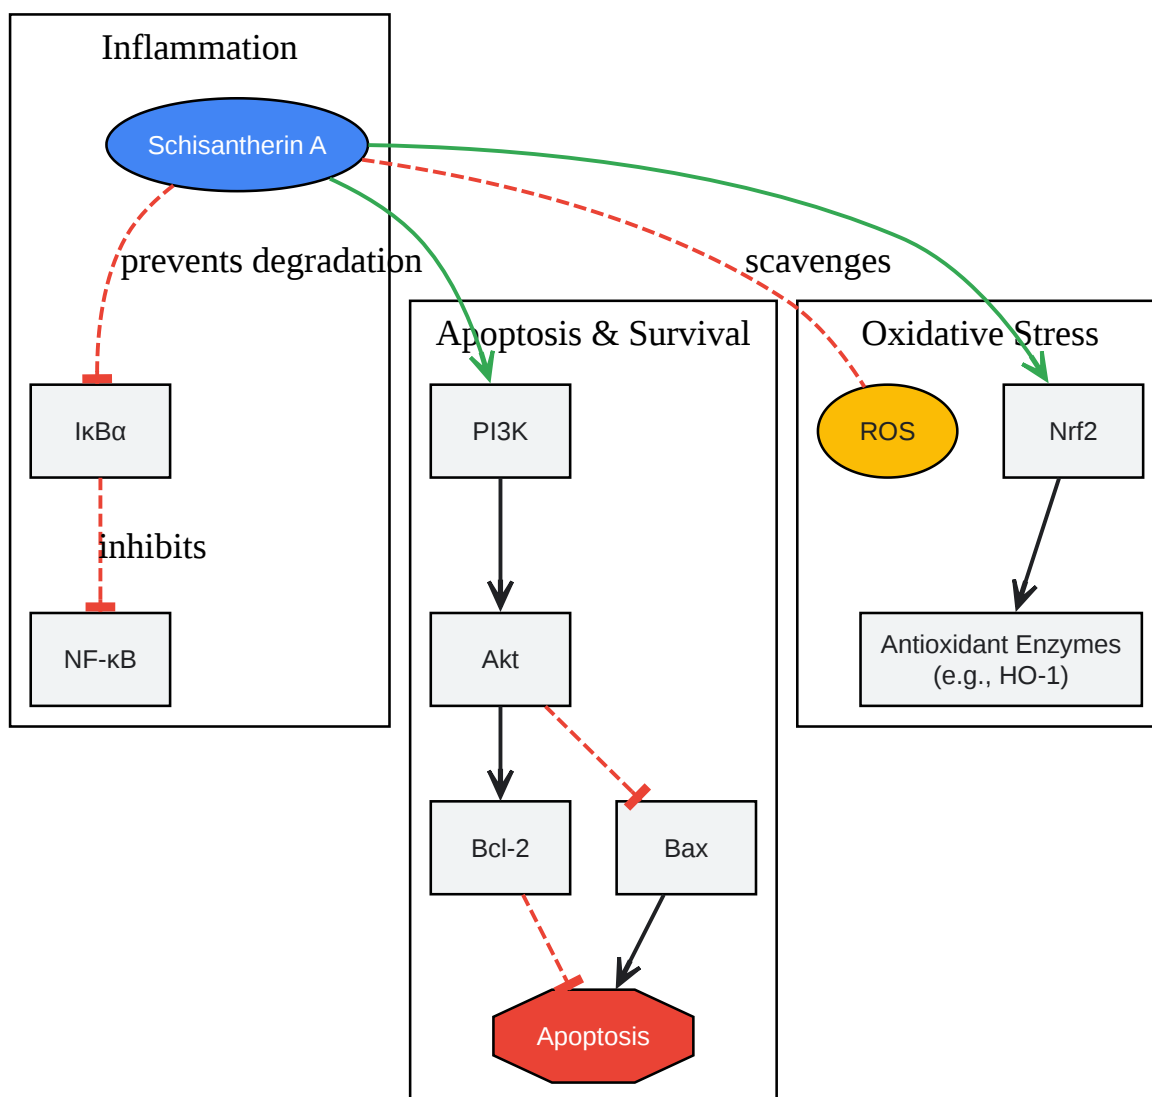 Inflammation
Schisantherin A
prevents degradation
scavenges
Apoptosis & Survival
Oxidative Stress
IκBα
PI3K
ROS
Nrf2
inhibits
NF-κB
Akt
Antioxidant Enzymes
(e.g., HO-1)
Bcl-2
Bax
Apoptosis